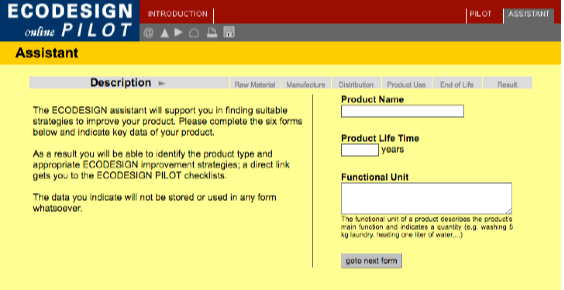 ECODESIGN
online PILOT
INTRODUCTION
PILOT
ASSISTANT
Assistant
Description
Raw Material
Manufacture
Distribution
Product Use
End of Life
Result
The ECODESIGN assistant will support you in finding suitable
strategies to improve your product. Please complete the six forms
below and indicate key data of your product.
As a result you will be able to identify the product type and
appropriate ECODESIGN improvement strategies; a direct link
gets you to the ECODESIGN PILOT checklists.
The data you indicate will not be stored or used in any form
whatsoever.
Product Name
Product Life Time
years
Functional Unit
The functional unit of a product describes the product's
main function and indicates a quantity (e.g. washing 5
kg laundry, heating one liter of water,...)
goto next form